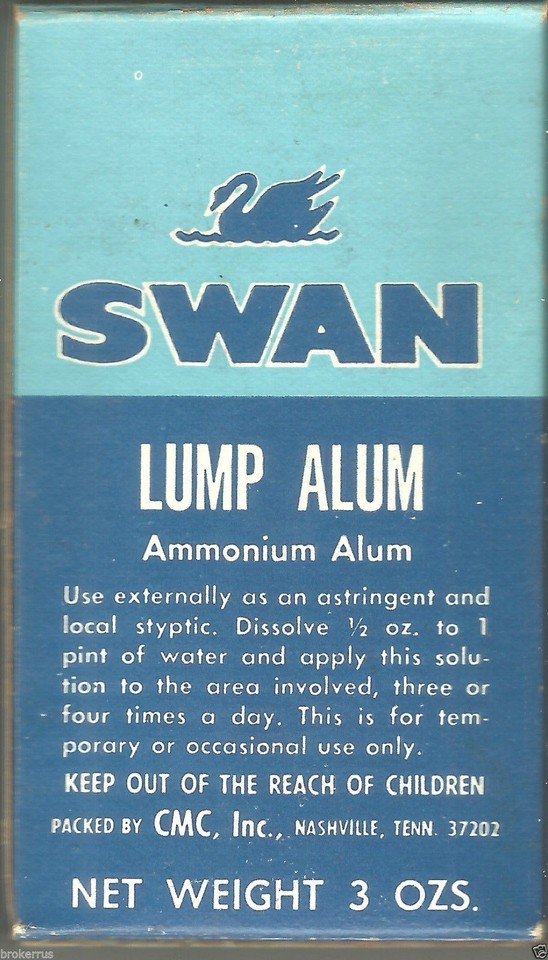 SWAN
LUMP ALUM
Ammonium Alum
Use externally as an astringent and
local styptic. Dissolve ½ oz. to 1
pint of water and apply this solu-
tion to the area involved, three or
four times a day. This is for tem-
porary or occasional use only.
KEEP OUT OF THE REACH OF CHILDREN
PACKED BY CMC, Inc., NASHVILLE, TENN. 37202
NET WEIGHT 3 OZS.
brokerrus